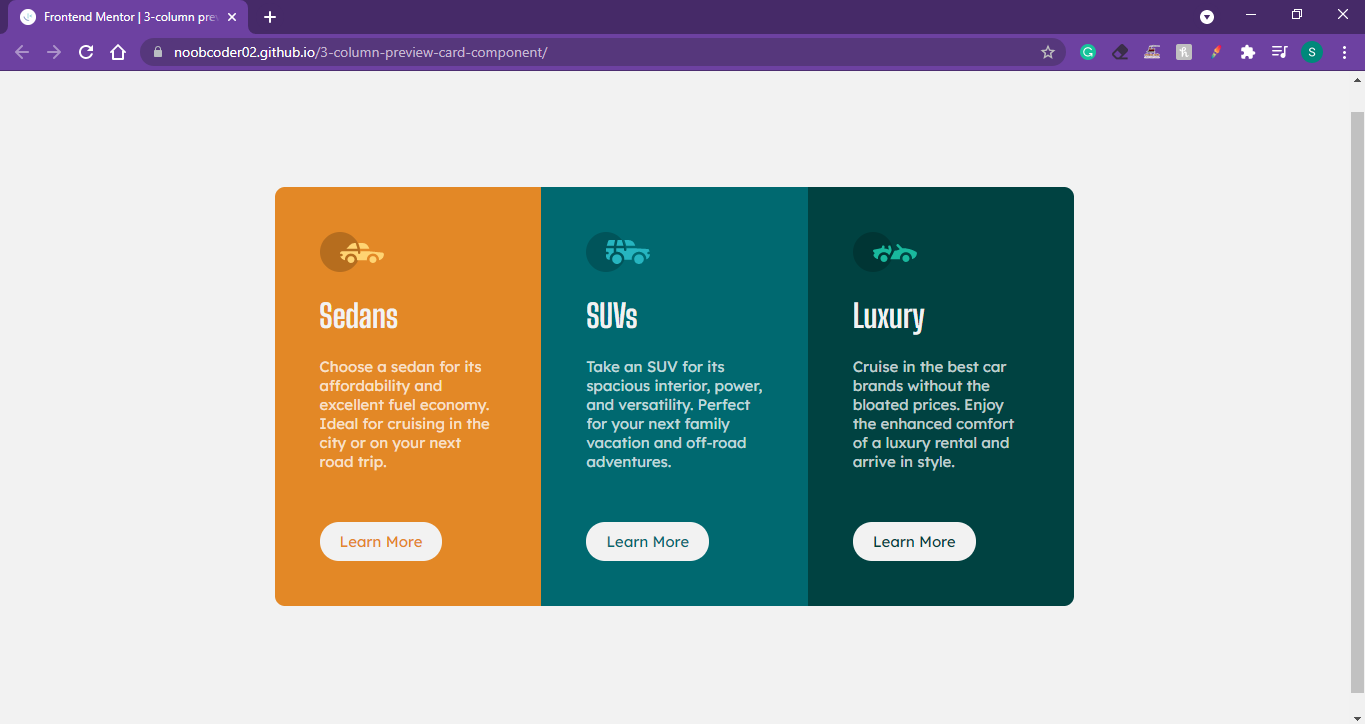 Frontend Mentor | 3-column pre
noobcoder02.github.io/3-column-preview-card-component/
S
Sedans
Choose a sedan for its
affordability and
excellent fuel economy.
Ideal for cruising in the
city or on your next
road trip.
Learn More
SUVs
Take an SUV for its
spacious interior, power,
and versatility. Perfect
for your next family
vacation and off-road
adventures.
Learn More
Luxury
Cruise in the best car
brands without the
bloated prices. Enjoy
the enhanced comfort
of a luxury rental and
arrive in style.
Learn More